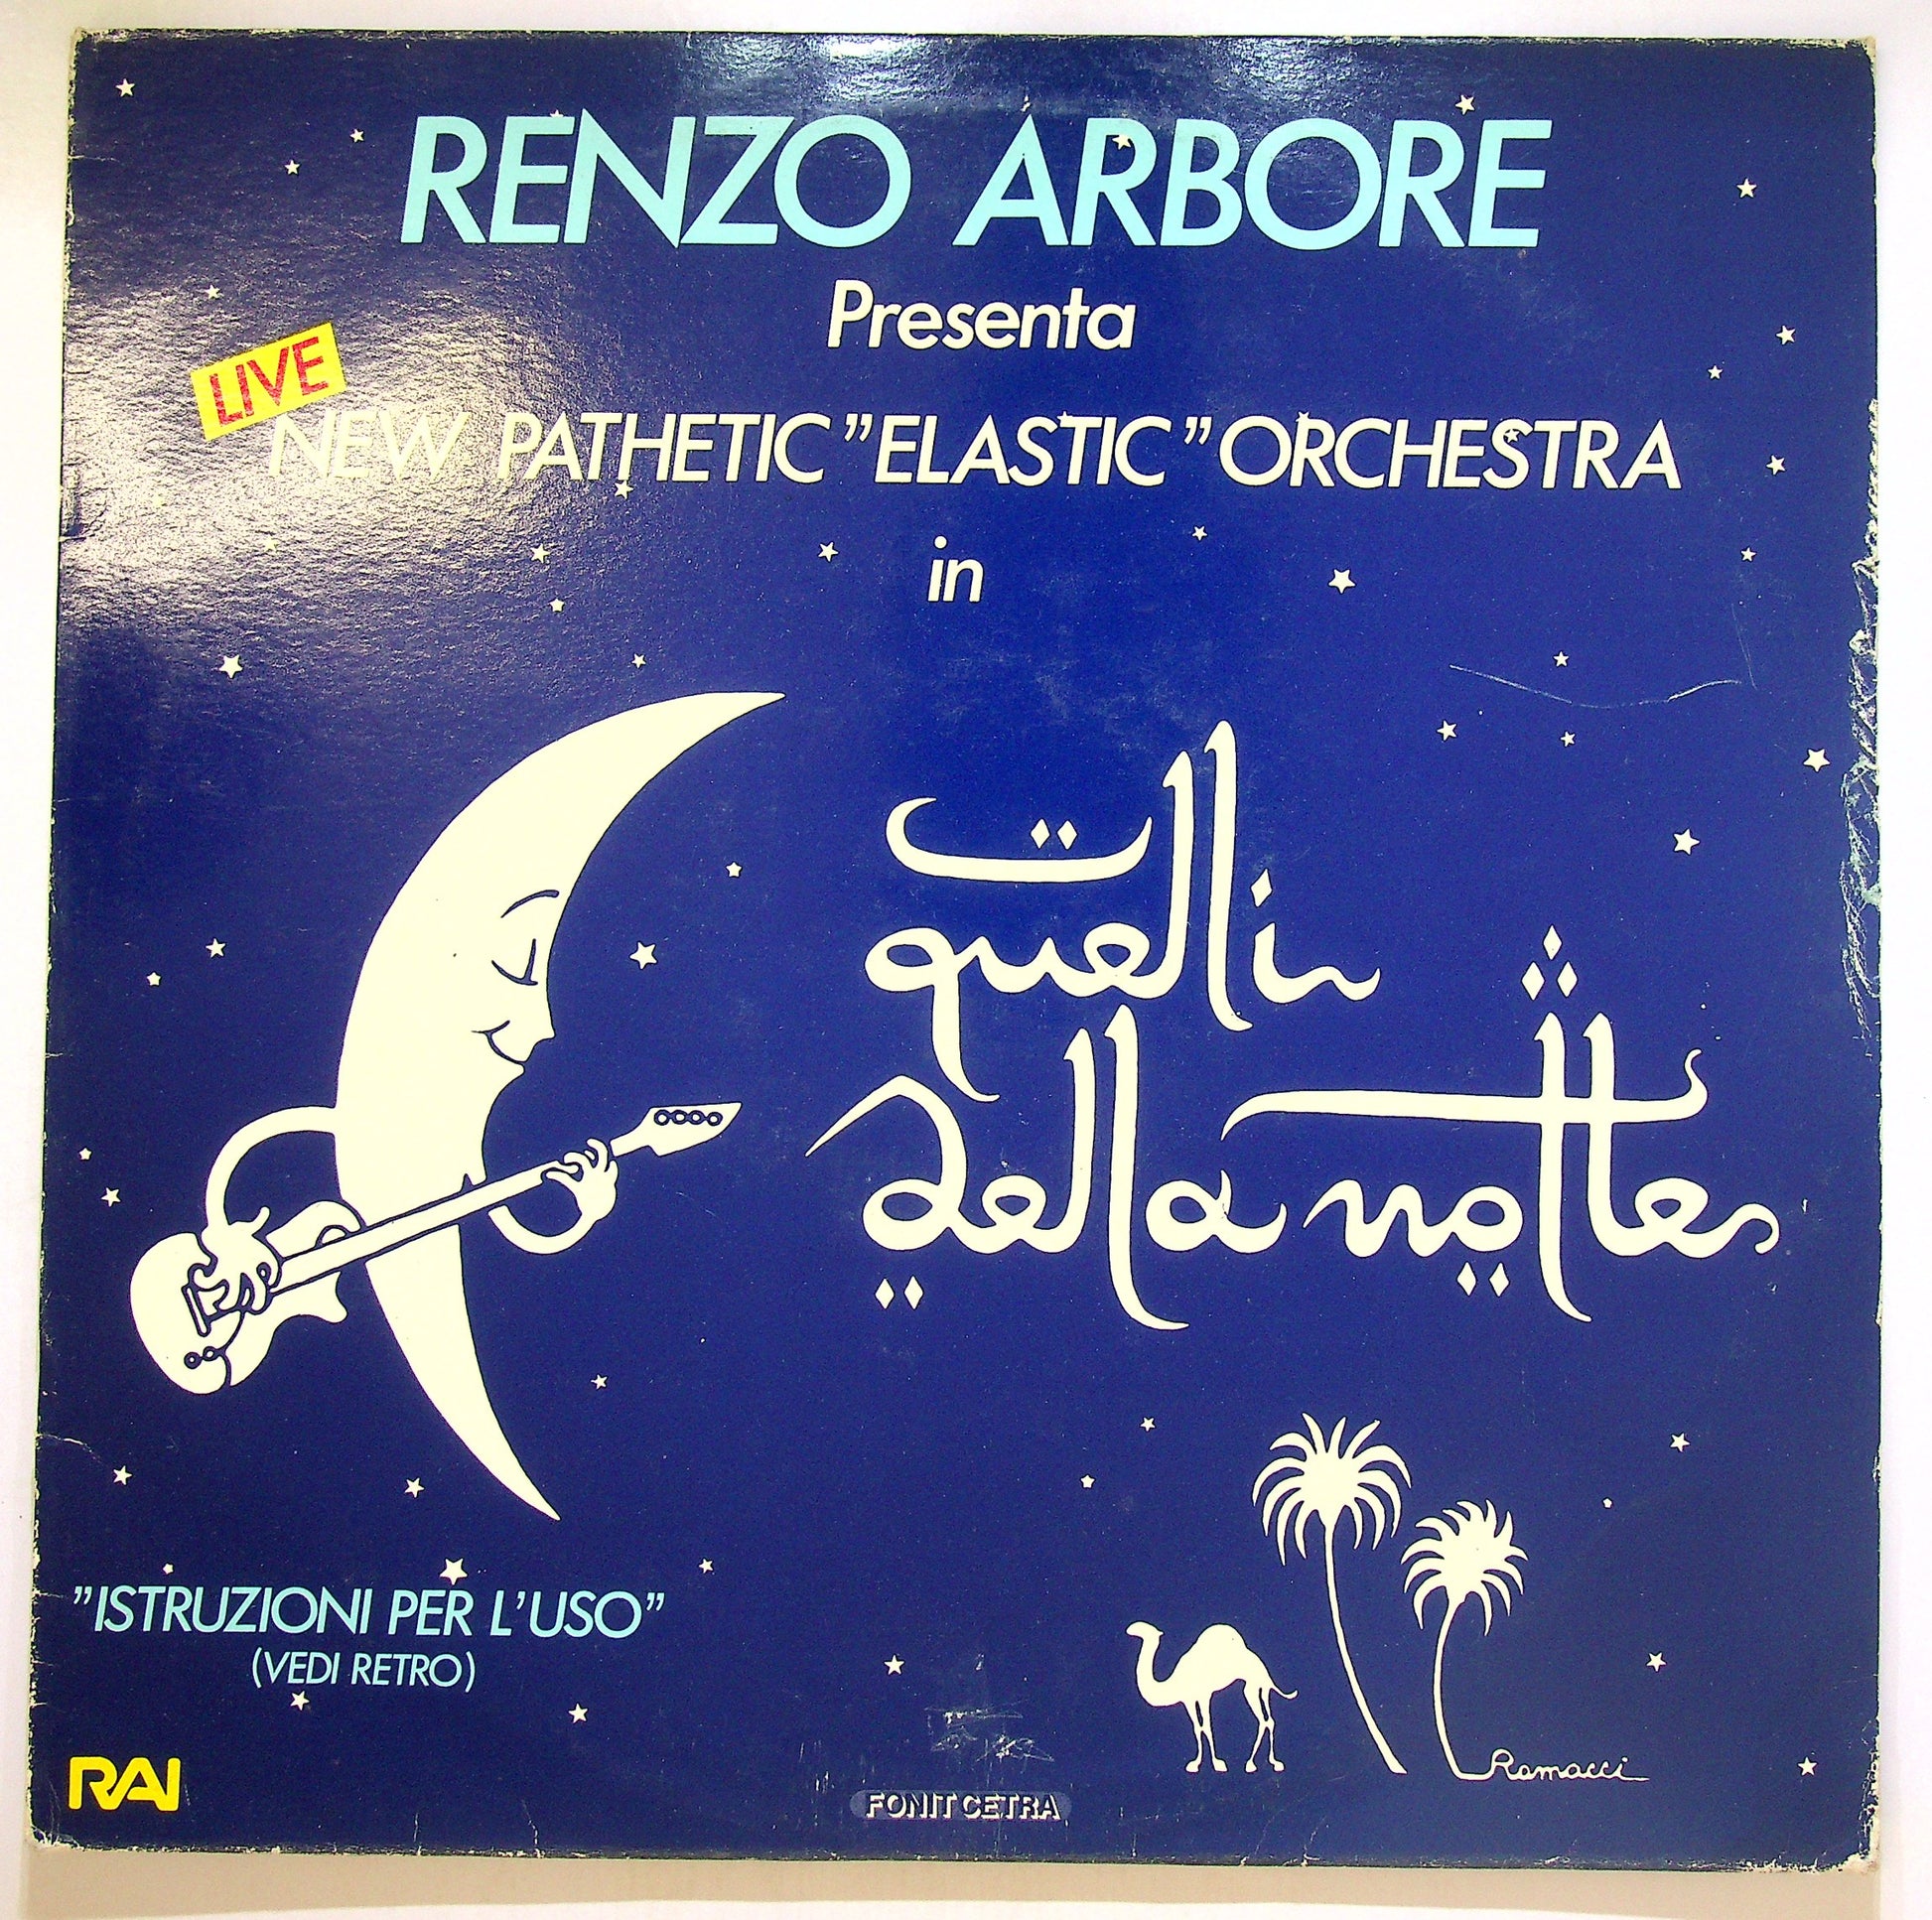 RENZO ARBORE
Presenta
LIVE
NEW PATHETIC "ELASTIC" ORCHESTRA
in
quelli
della notte
"ISTRUZIONI PER L'USO"
(VEDI RETRO)
RAI
FONIT CETRA
Ramacci